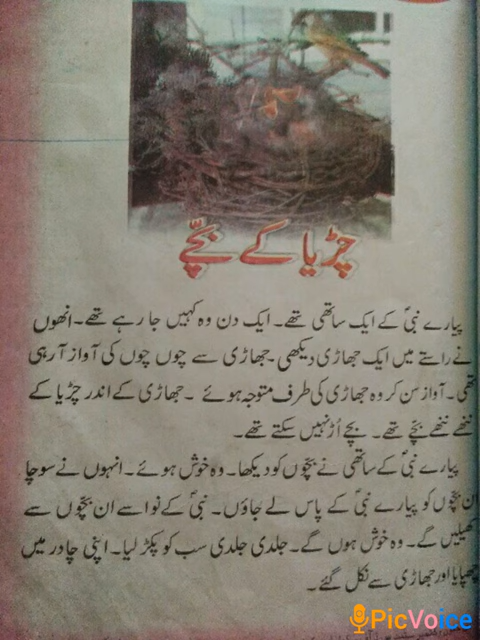 چڑیا کے بچّے
پیارے نبیؐ کے ایک ساتھی تھے۔ ایک دن وہ کہیں جا رہے تھے۔ انھوں
نے راستے میں ایک جھاڑی دیکھی۔ جھاڑی سے چوں چوں کی آواز آ رہی
تھی۔ آواز سن کر وہ جھاڑی کی طرف متوجہ ہوئے ۔ جھاڑی کے اندر چڑیا کے
ننھے ننھے بچے تھے۔ بچے اُڑ نہیں سکتے تھے۔
پیارے نبیؐ کے ساتھی نے بچوں کو دیکھا۔ وہ خوش ہوئے۔ انہوں نے سوچا
ان بچوں کو پیارے نبیؐ کے پاس لے جاؤں۔ نبیؐ کے نواسے ان بچوں سے
کھیلیں گے۔ وہ خوش ہوں گے۔ جلدی جلدی سب کو پکڑ لیا۔ اپنی چادر میں
چھپایا اور جھاڑی سے نکل گئے۔
PicVoice